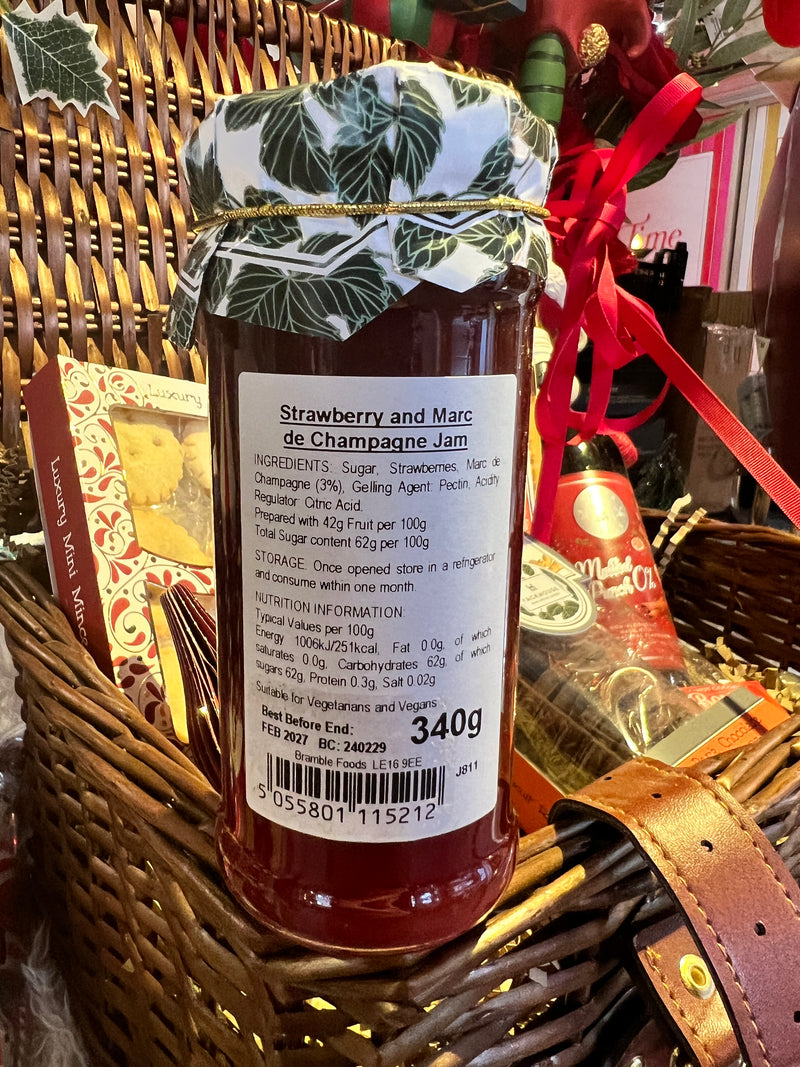 Strawberry and Marc
de Champagne Jam
INGREDIENTS: Sugar, Strawberries, Marc de
Champagne (3%), Gelling Agent: Pectin, Acidity
Regulator: Citric Acid.
Prepared with 42g Fruit per 100g
Total Sugar content 62g per 100g
STORAGE: Once opened store in a refrigerator
and consume within one month.
NUTRITION INFORMATION:
Typical Values per 100g
Energy 1006kJ/251kcal, Fat 0.0g, of which
saturates 0.0g, Carbohydrates 62g, of which
sugars 62g, Protein 0.3g, Salt 0.02g
Suitable for Vegetarians and Vegans
Best Before End:
FEB 2027 BC: 240229
340g
Bramble Foods LE16 9EE
J811
5 055801 115212
Luxury
Luxury Mini Mince
Time
Mulled
Punch 0%
Chocolate